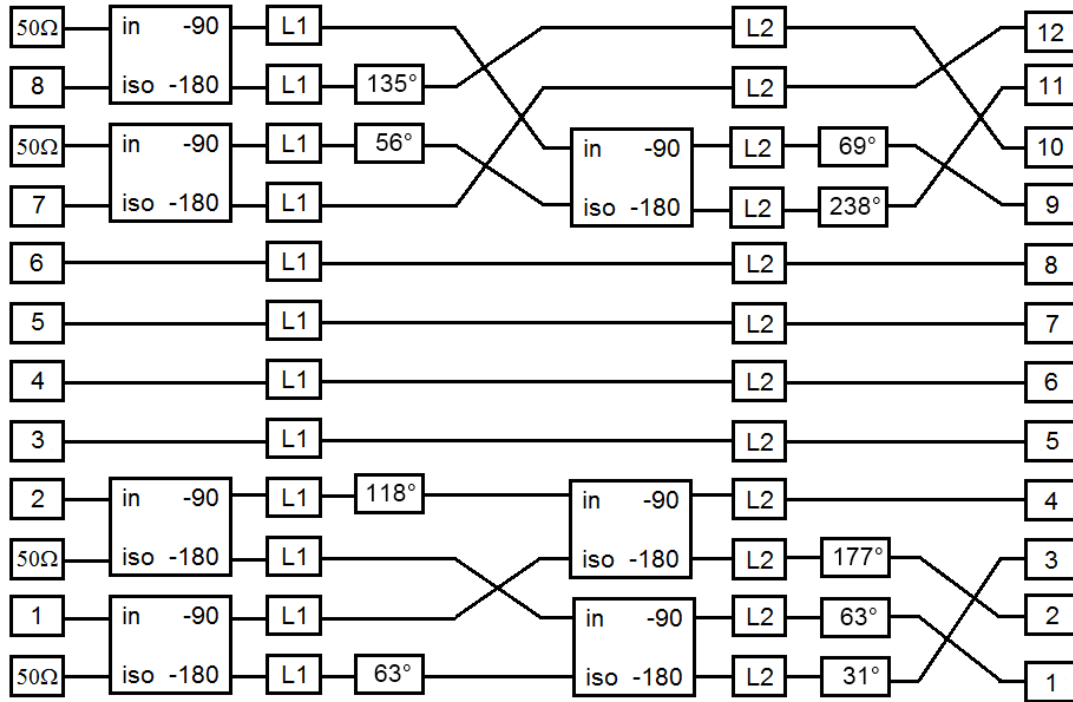 50Ω in -90 L1 L2 12
8 iso -180 L1 135° L2 11
50Ω in -90 L1 56° in -90 L2 69° 10
7 iso -180 L1 iso -180 L2 238° 9
6 L1 L2 8
5 L1 L2 7
4 L1 L2 6
3 L1 L2 5
2 in -90 L1 118° in -90 L2 4
50Ω iso -180 L1 iso -180 L2 177° 3
1 in -90 L1 in -90 L2 63° 2
50Ω iso -180 L1 63° iso -180 L2 31° 1